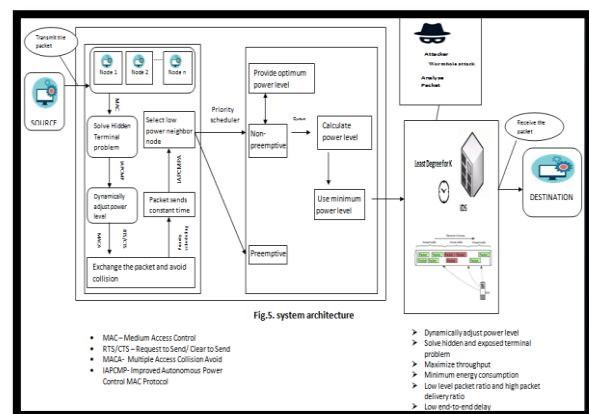 Transmit the
packet
SOURCE
Node 1
Node 2
Node n
MAC
Solve Hidden
Terminal
problem
IAPCMP
Dynamically
adjust power
level
MACA
RTS/CTS
Exchange the packet and avoid
collision
Priority
scheduling
Packet sends
constant time
IAPCMPA
Select low
power neighbor
node
Priority
scheduler
Provide optimum
power level
Non-
preemptive
Queue
Calculate
power level
Use minimum
power level
Preemptive
Attacker
Wormhole attack
Analyse
Packet
Least Degree for K
IDS
Receive the
packet
DESTINATION
Fig.5. system architecture
• MAC – Medium Access Control
• RTS/CTS – Request to Send/ Clear to Send
• MACA- Multiple Access Collision Avoid
• IAPCMP- Improved Autonomous Power
Control MAC Protocol
➢ Dynamically adjust power level
➢ Solve hidden and exposed terminal
problem
➢ Maximize throughput
➢ Minimum energy consumption
➢ Low level packet ratio and high packet
delivery ratio
➢ Low end-to-end delay